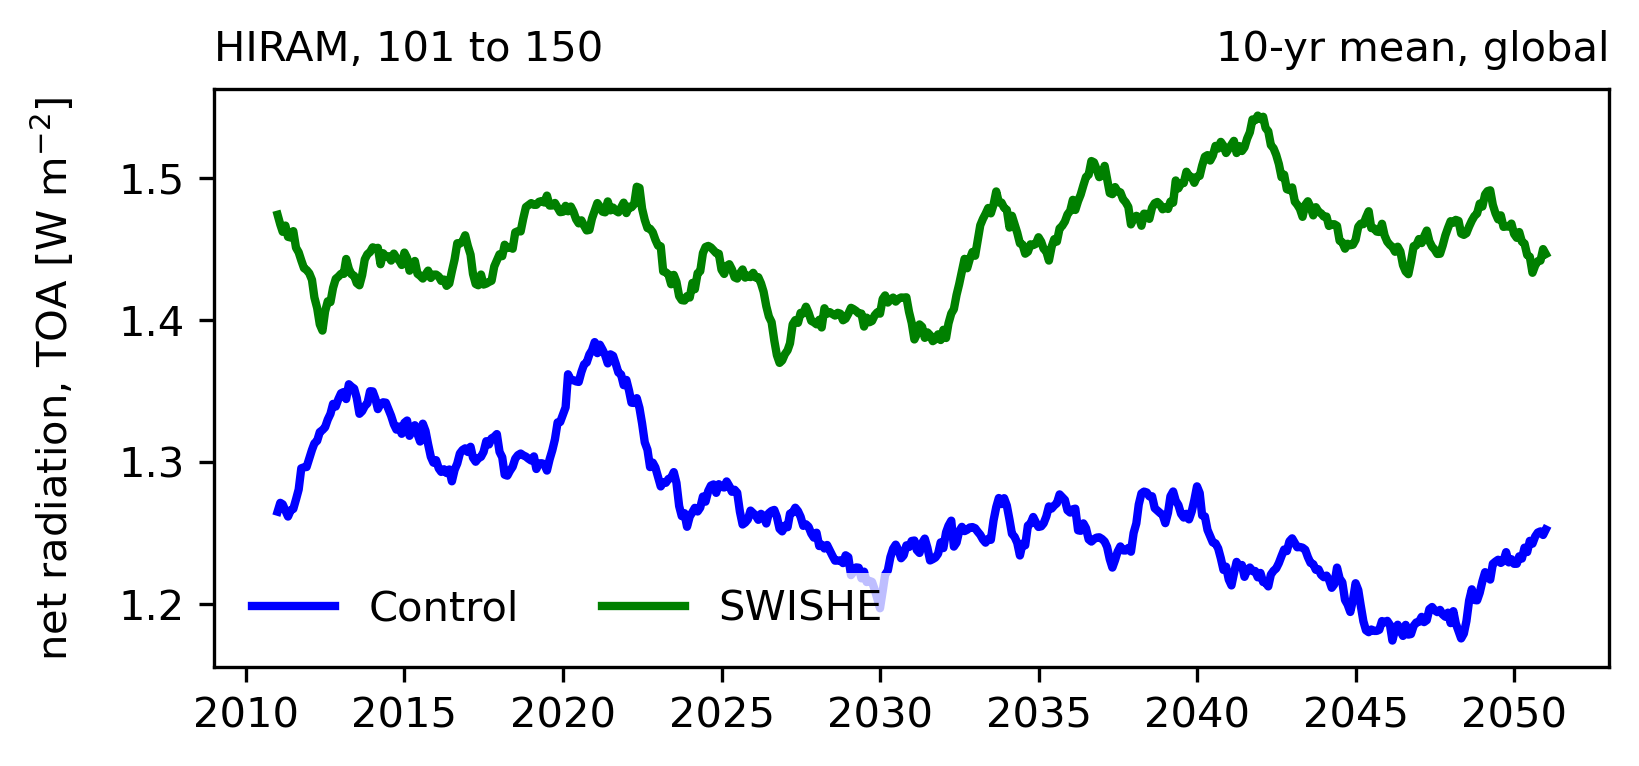 HIRAM, 101 to 150
10-yr mean, global
net radiation, TOA [W m⁻²]
1.5
1.4
1.3
1.2
Control
SWISHE
2010 2015 2020 2025 2030 2035 2040 2045 2050